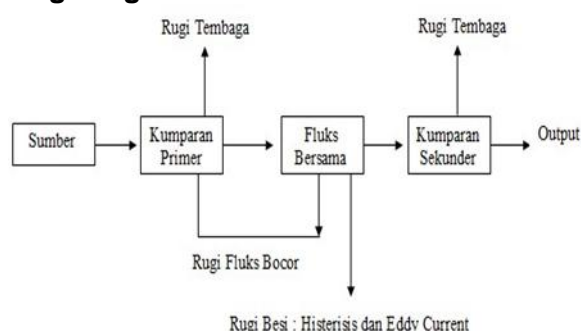 Rugi Tembaga
Rugi Tembaga
Sumber
Kumparan
Primer
Fluks
Bersama
Kumparan
Sekunder
Output
Rugi Fluks Bocor
Rugi Besi : Histerisis dan Eddy Current